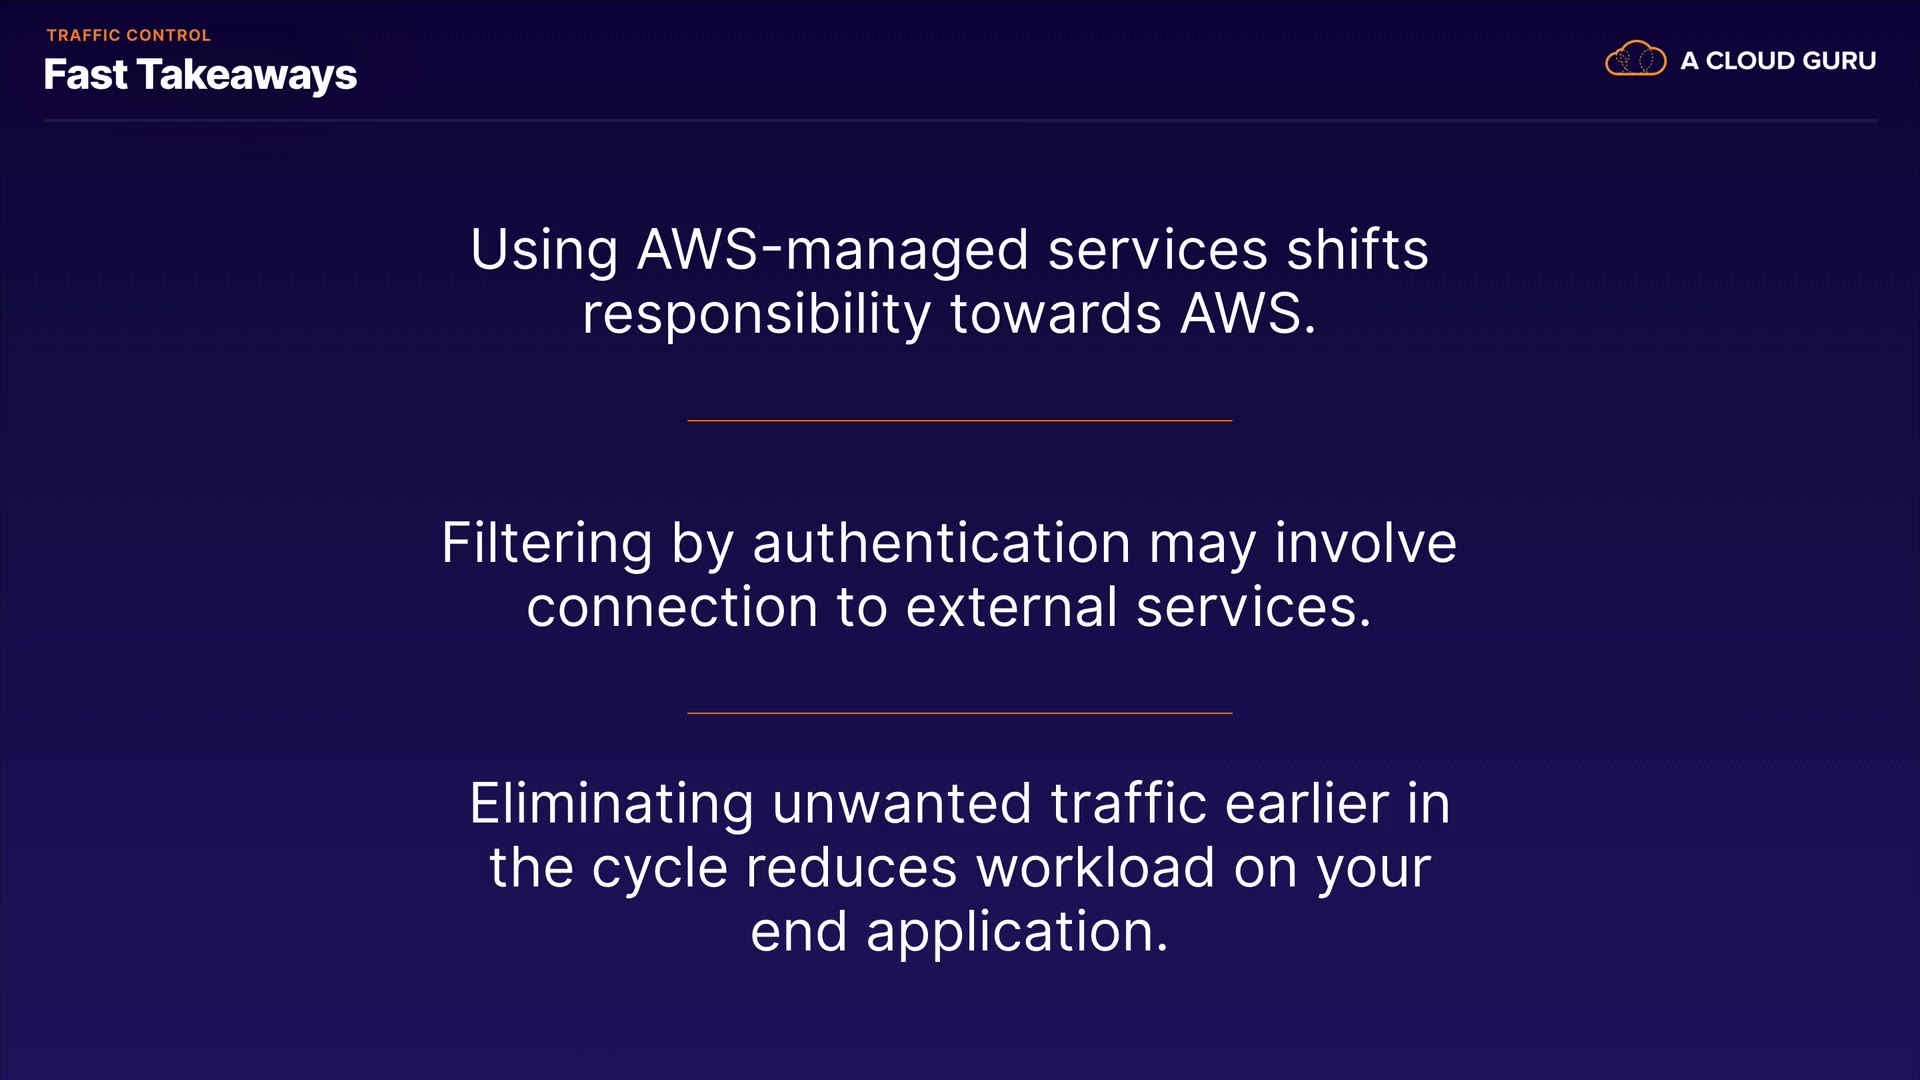 TRAFFIC CONTROL
Fast Takeaways
A CLOUD GURU
Using AWS-managed services shifts
responsibility towards AWS.
Filtering by authentication may involve
connection to external services.
Eliminating unwanted traffic earlier in
the cycle reduces workload on your
end application.